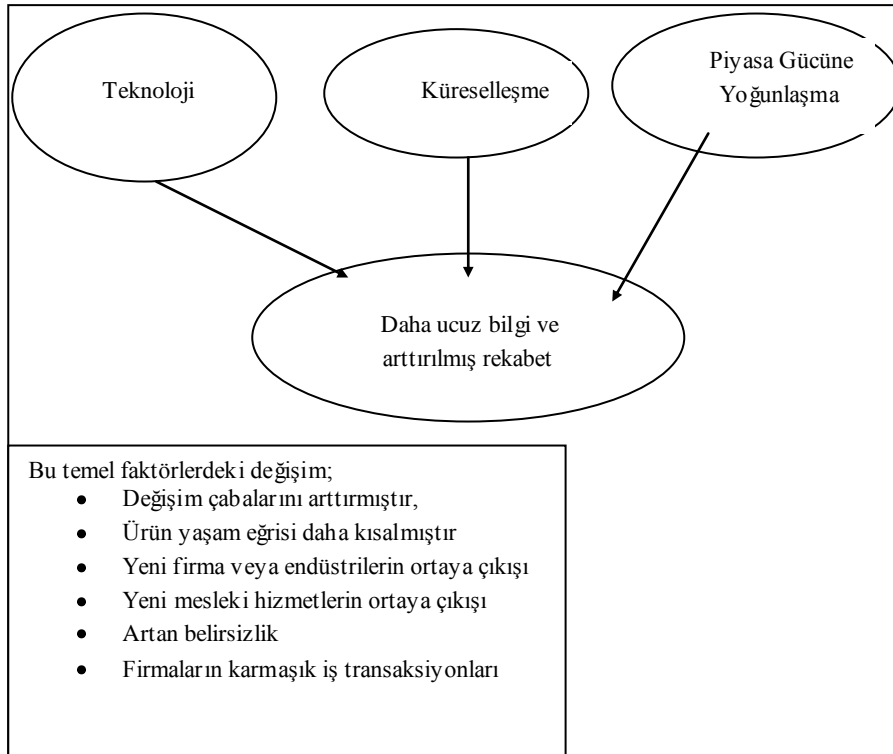 Teknoloji
Küreselleşme
Piyasa Gücüne
Yoğunlaşma
Daha ucuz bilgi ve
arttırılmış rekabet
Bu temel faktörlerdeki değişim;
• Değişim çabalarını arttırmıştır,
• Ürün yaşam eğrisi daha kısalmıştır
• Yeni firma veya endüstrilerin ortaya çıkışı
• Yeni mesleki hizmetlerin ortaya çıkışı
• Artan belirsizlik
• Firmaların karmaşık iş transaksiyonları